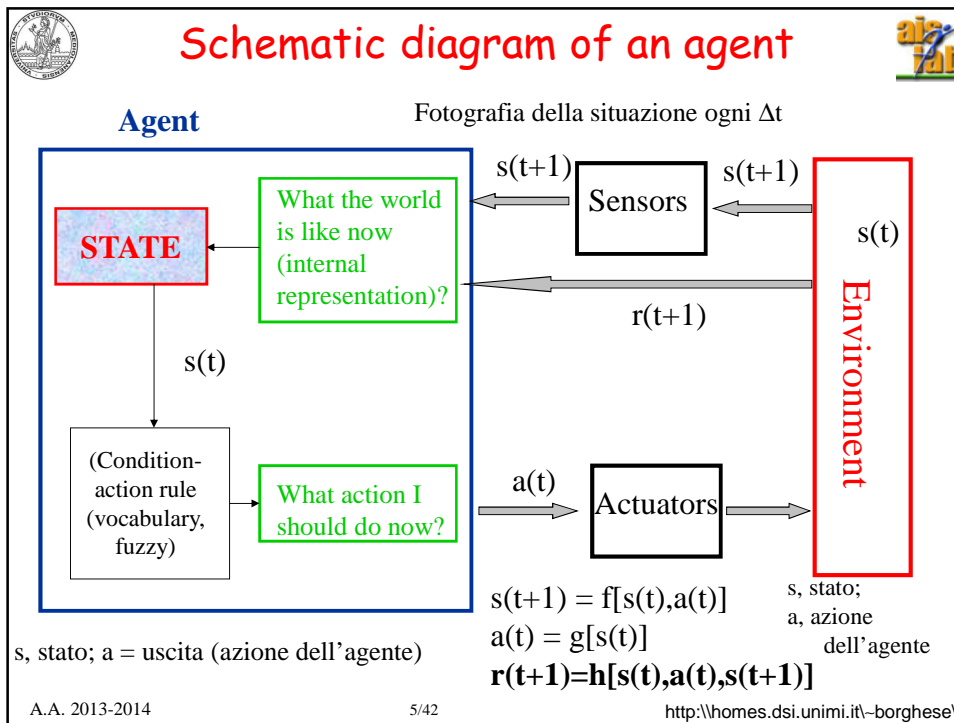 Schematic diagram of an agent
Agent
Fotografia della situazione ogni Δt
s(t+1)
s(t+1)
What the world
is like now
(internal
representation)?
Sensors
s(t)
STATE
r(t+1)
Environment
s(t)
(Condition-
action rule
(vocabulary,
fuzzy)
What action I
should do now?
a(t)
Actuators
s(t+1) = f[s(t),a(t)]
a(t) = g[s(t)]
r(t+1)=h[s(t),a(t),s(t+1)]
s, stato;
a, azione
dell'agente
s, stato; a = uscita (azione dell'agente)
A.A. 2013-2014
5/42
http:\\homes.dsi.unimi.it\~borghese\